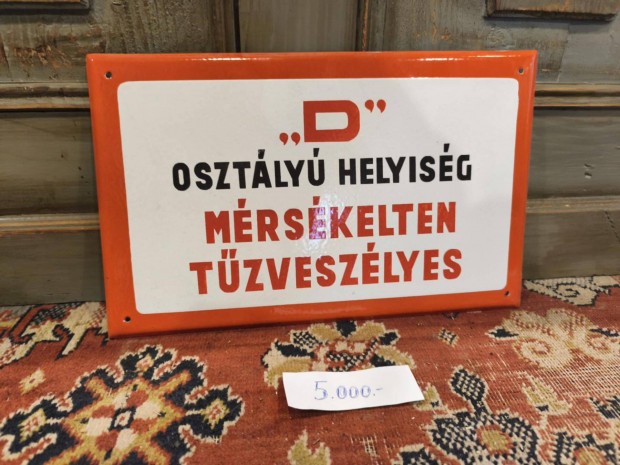 „D”
OSZTÁLYÚ HELYISÉG
MÉRSÉKELTEN
TŰZVESZÉLYES
5.000.-